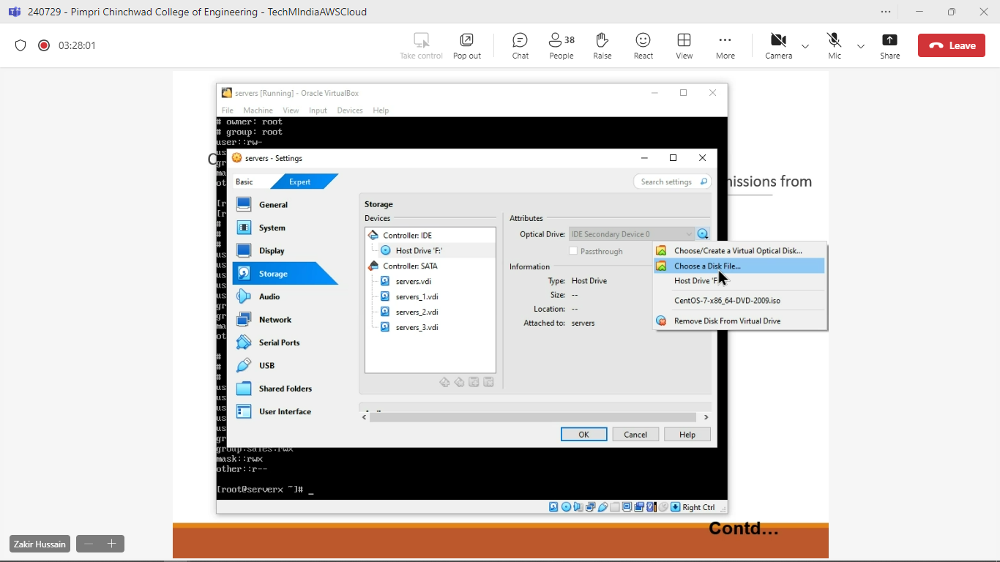 240729 - Pimpri Chinchwad College of Engineering - TechMIndiaAWSCloud
03:28:01
Take control
Pop out
Chat
People
38
Raise
React
View
More
Camera
Mic
Share
Leave
servers [Running] - Oracle VirtualBox
File Machine View Input Devices Help
# owner: root
# group: root
user::rw-
missions from
servers - Settings
Basic
Expert
Search settings
General
System
Display
Storage
Audio
Network
Serial Ports
USB
Shared Folders
User Interface
Storage
Devices
Controller: IDE
Host Drive 'F:'
Controller: SATA
servers.vdi
servers_1.vdi
servers_2.vdi
servers_3.vdi
Attributes
Optical Drive: IDE Secondary Device 0
Passthrough
Information
Type: Host Drive
Size: --
Location: --
Attached to: servers
Choose/Create a Virtual Optical Disk...
Choose a Disk File...
Host Drive 'F
CentOS-7-x86_64-DVD-2009.iso
Remove Disk From Virtual Drive
OK
Cancel
Help
group:sales:rwx
mask::rwx
other::r--
[root@serverx ~]# _
Right Ctrl
Contd...
Zakir Hussain